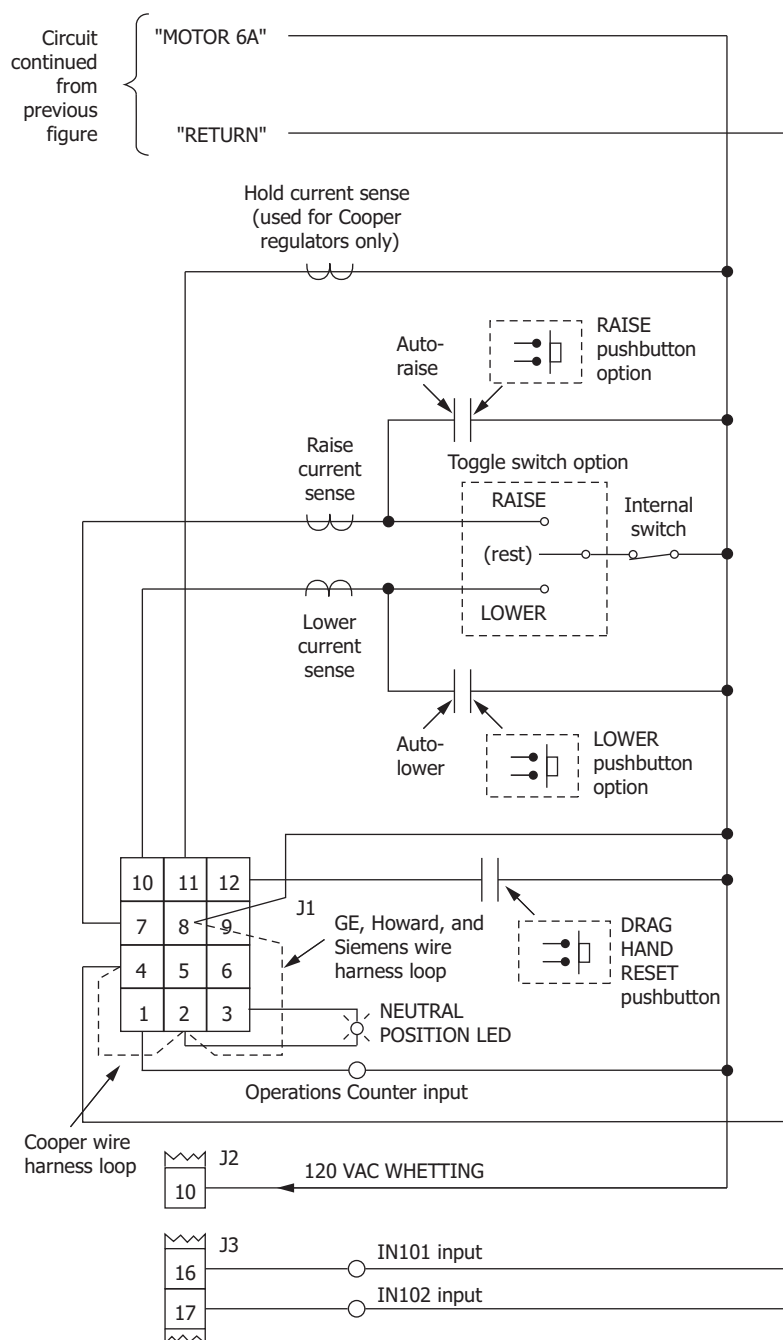 Circuit
continued
from
previous
figure
"MOTOR 6A"
"RETURN"
Hold current sense
(used for Cooper
regulators only)
Auto-
raise
RAISE
pushbutton
option
Raise
current
sense
Toggle switch option
RAISE
(rest)
LOWER
Internal
switch
Lower
current
sense
Auto-
lower
LOWER
pushbutton
option
10 11 12
7 8 9
4 5 6
1 2 3
J1
GE, Howard, and
Siemens wire
harness loop
DRAG
HAND
RESET
pushbutton
NEUTRAL
POSITION LED
Operations Counter input
Cooper wire
harness loop
J2
10
120 VAC WHETTING
J3
16
IN101 input
17
IN102 input